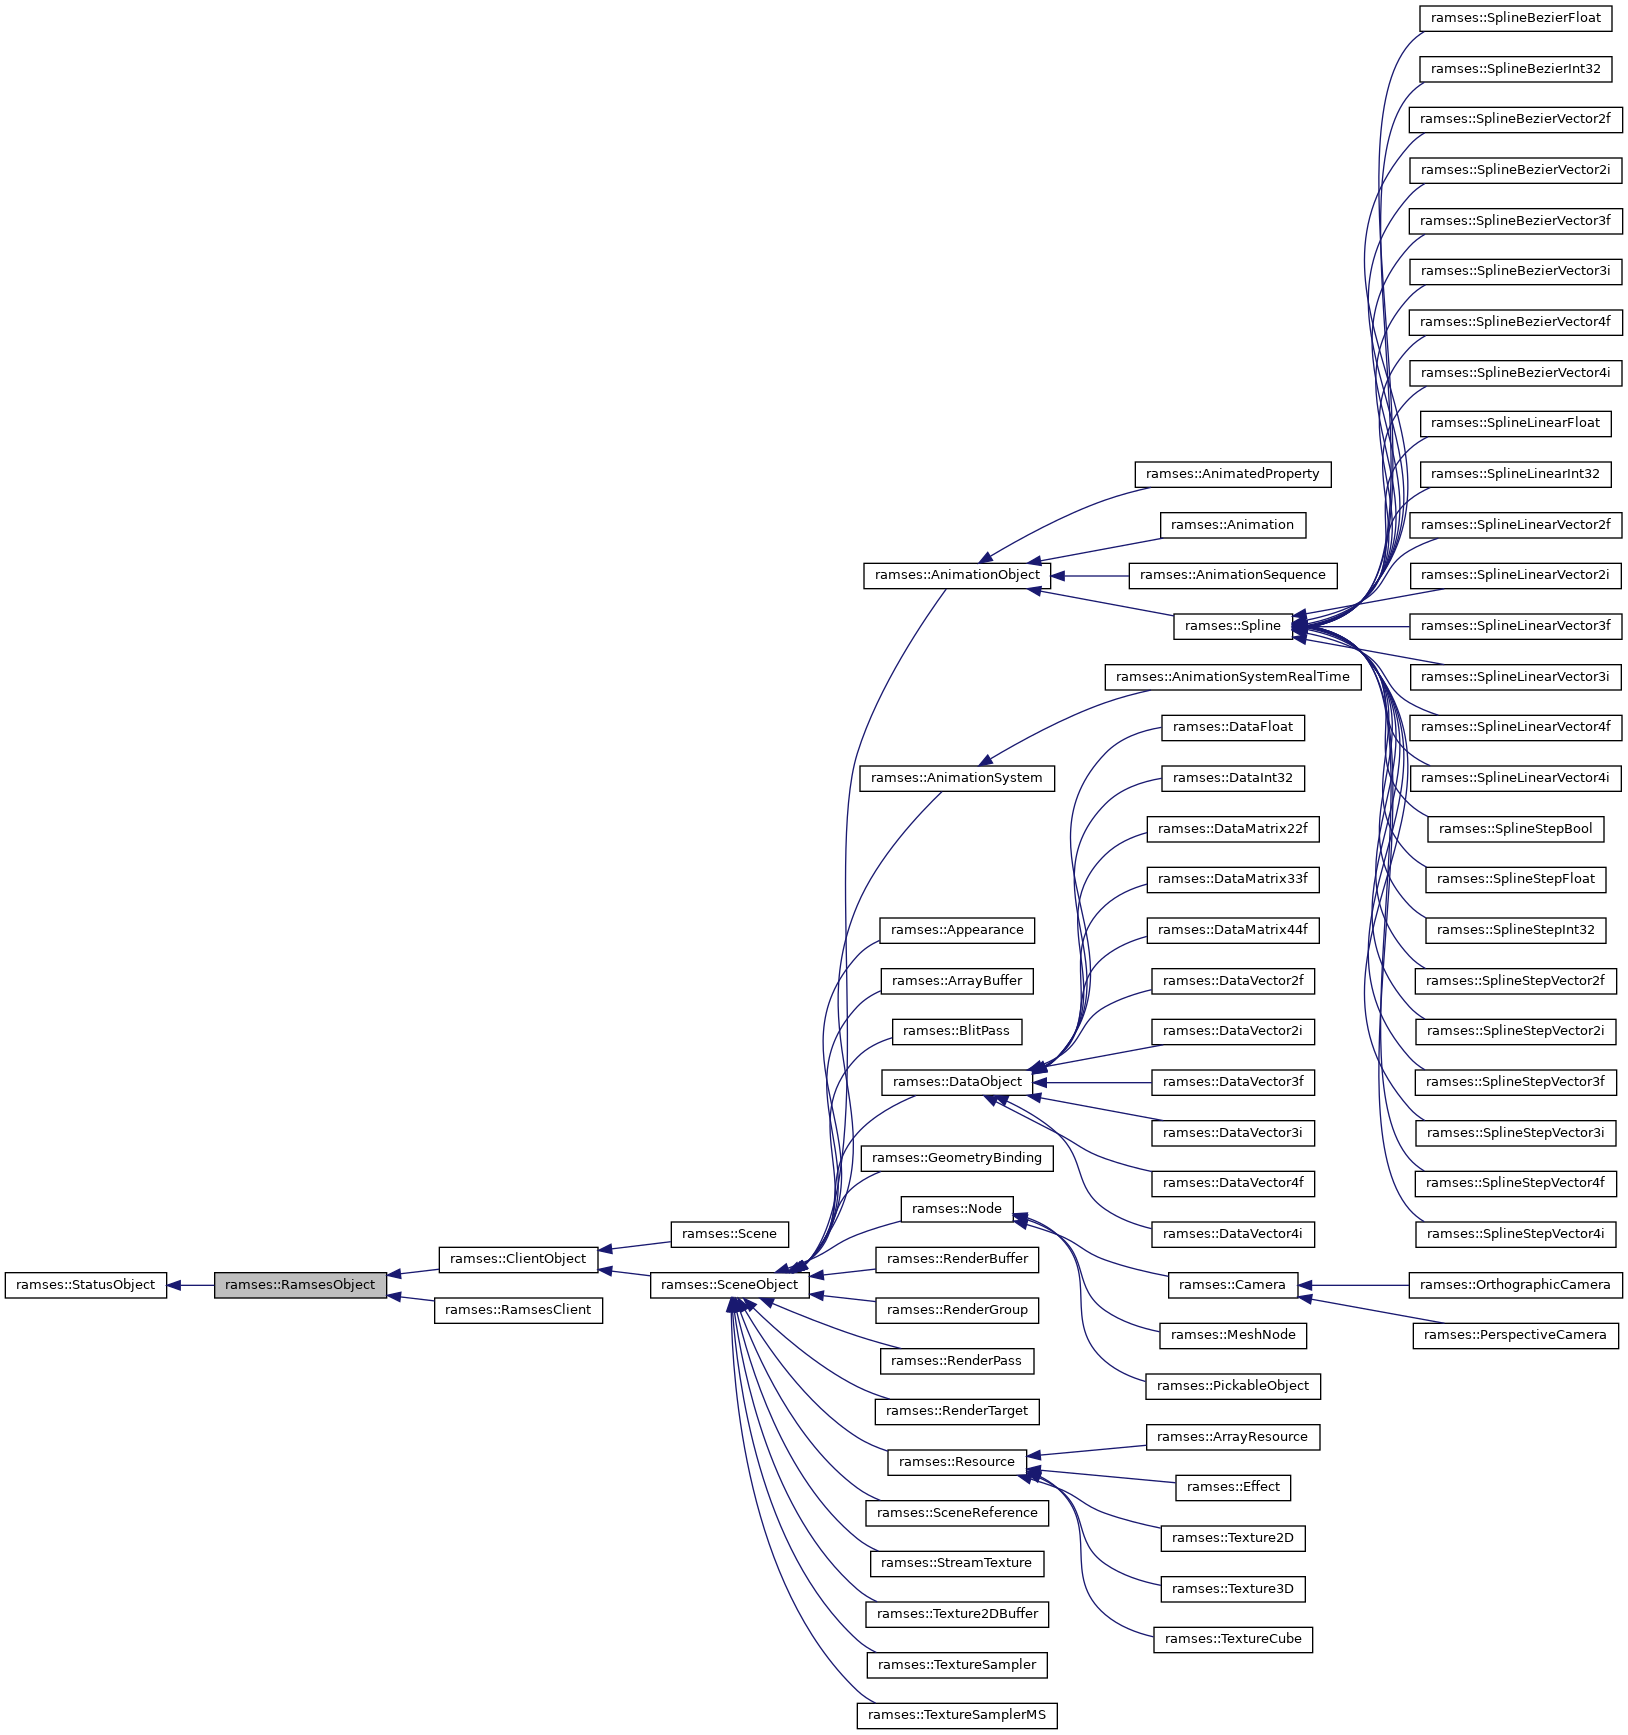 ramses::StatusObject
ramses::RamsesObject
ramses::ClientObject
ramses::RamsesClient
ramses::Scene
ramses::SceneObject
ramses::AnimationObject
ramses::AnimationSystem
ramses::Appearance
ramses::ArrayBuffer
ramses::BlitPass
ramses::DataObject
ramses::GeometryBinding
ramses::Node
ramses::RenderBuffer
ramses::RenderGroup
ramses::RenderPass
ramses::RenderTarget
ramses::Resource
ramses::SceneReference
ramses::StreamTexture
ramses::Texture2DBuffer
ramses::TextureSampler
ramses::TextureSamplerMS
ramses::AnimatedProperty
ramses::Animation
ramses::AnimationSequence
ramses::Spline
ramses::AnimationSystemRealTime
ramses::DataFloat
ramses::DataInt32
ramses::DataMatrix22f
ramses::DataMatrix33f
ramses::DataMatrix44f
ramses::DataVector2f
ramses::DataVector2i
ramses::DataVector3f
ramses::DataVector3i
ramses::DataVector4f
ramses::DataVector4i
ramses::Camera
ramses::MeshNode
ramses::PickableObject
ramses::ArrayResource
ramses::Effect
ramses::Texture2D
ramses::Texture3D
ramses::TextureCube
ramses::SplineBezierFloat
ramses::SplineBezierInt32
ramses::SplineBezierVector2f
ramses::SplineBezierVector2i
ramses::SplineBezierVector3f
ramses::SplineBezierVector3i
ramses::SplineBezierVector4f
ramses::SplineBezierVector4i
ramses::SplineLinearFloat
ramses::SplineLinearInt32
ramses::SplineLinearVector2f
ramses::SplineLinearVector2i
ramses::SplineLinearVector3f
ramses::SplineLinearVector3i
ramses::SplineLinearVector4f
ramses::SplineLinearVector4i
ramses::SplineStepBool
ramses::SplineStepFloat
ramses::SplineStepInt32
ramses::SplineStepVector2f
ramses::SplineStepVector2i
ramses::SplineStepVector3f
ramses::SplineStepVector3i
ramses::SplineStepVector4f
ramses::SplineStepVector4i
ramses::OrthographicCamera
ramses::PerspectiveCamera